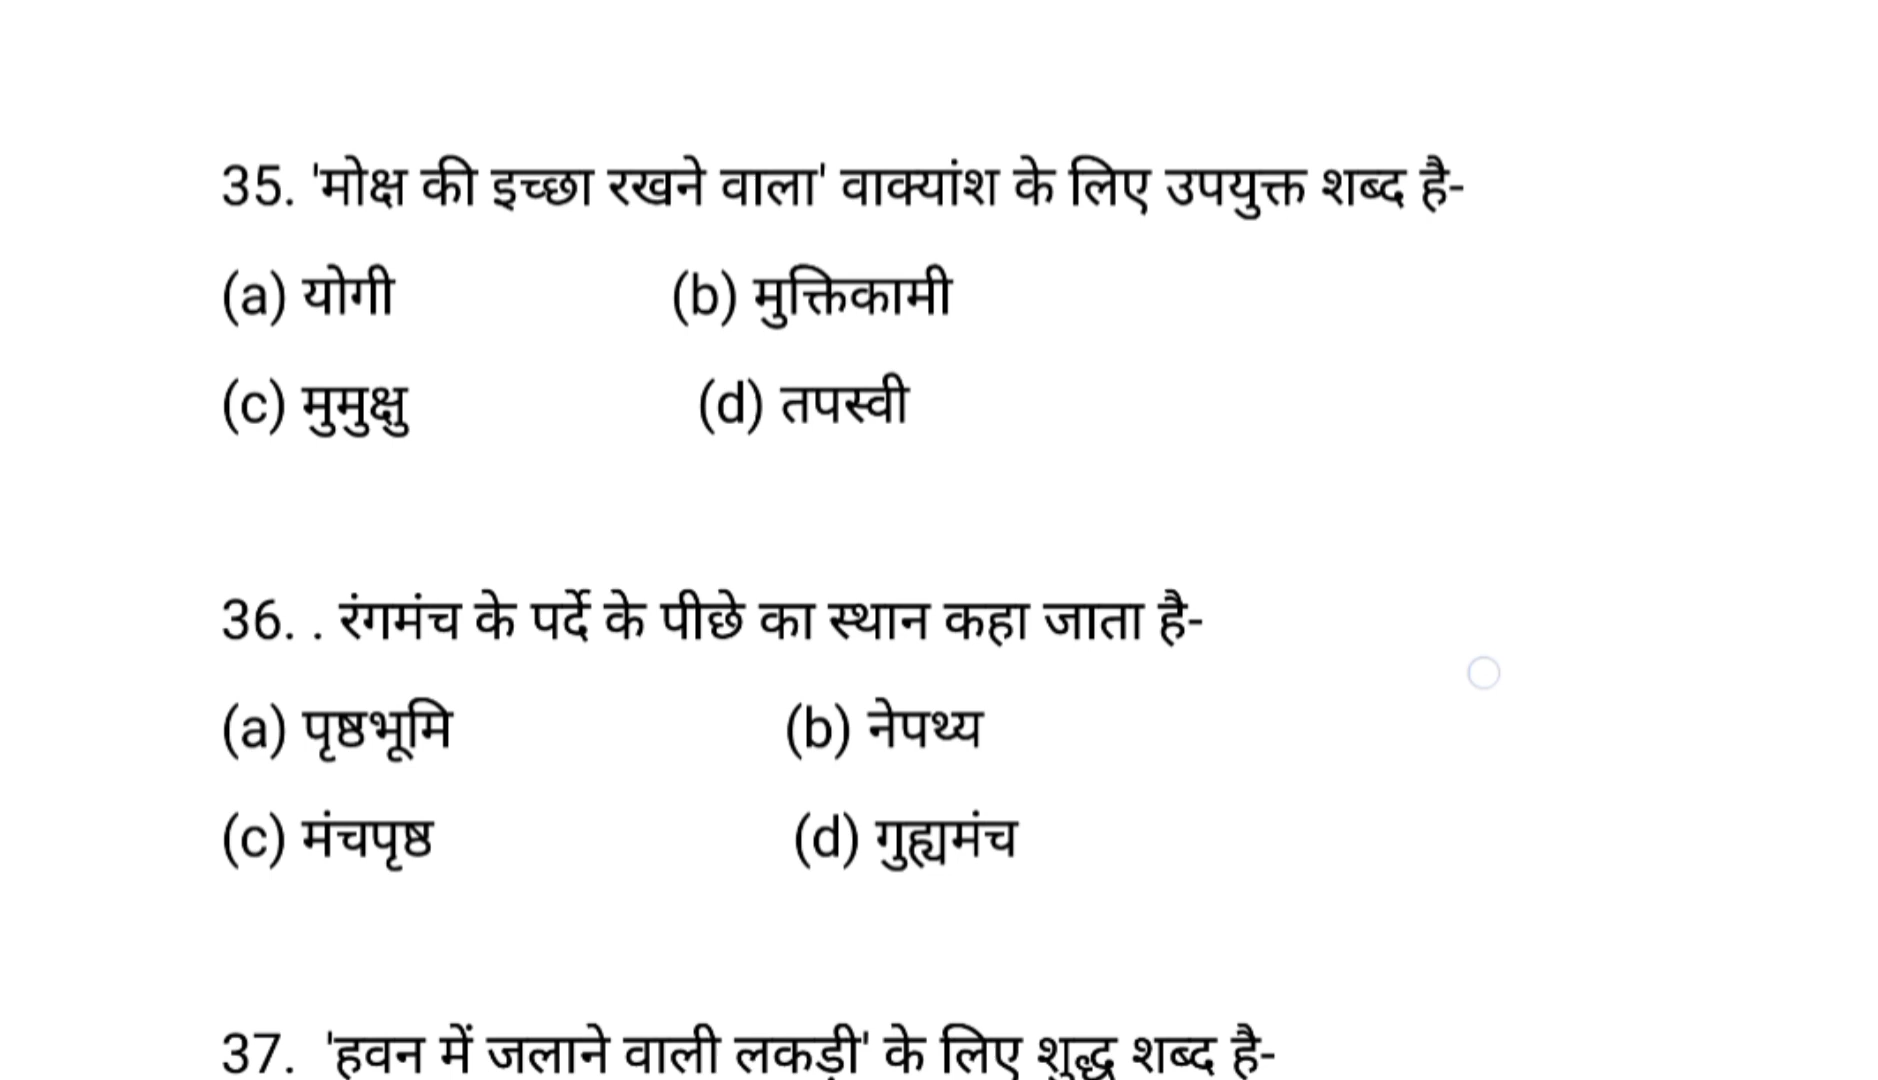 35. 'मोक्ष की इच्छा रखने वाला' वाक्यांश के लिए उपयुक्त शब्द है-
(a) योगी (b) मुक्तिकामी
(c) मुमुक्षु (d) तपस्वी
36. . रंगमंच के पर्दे के पीछे का स्थान कहा जाता है-
(a) पृष्ठभूमि (b) नेपथ्य
(c) मंचपृष्ठ (d) गुह्यमंच
37. 'हवन में जलाने वाली लकड़ी' के लिए शुद्ध शब्द है-